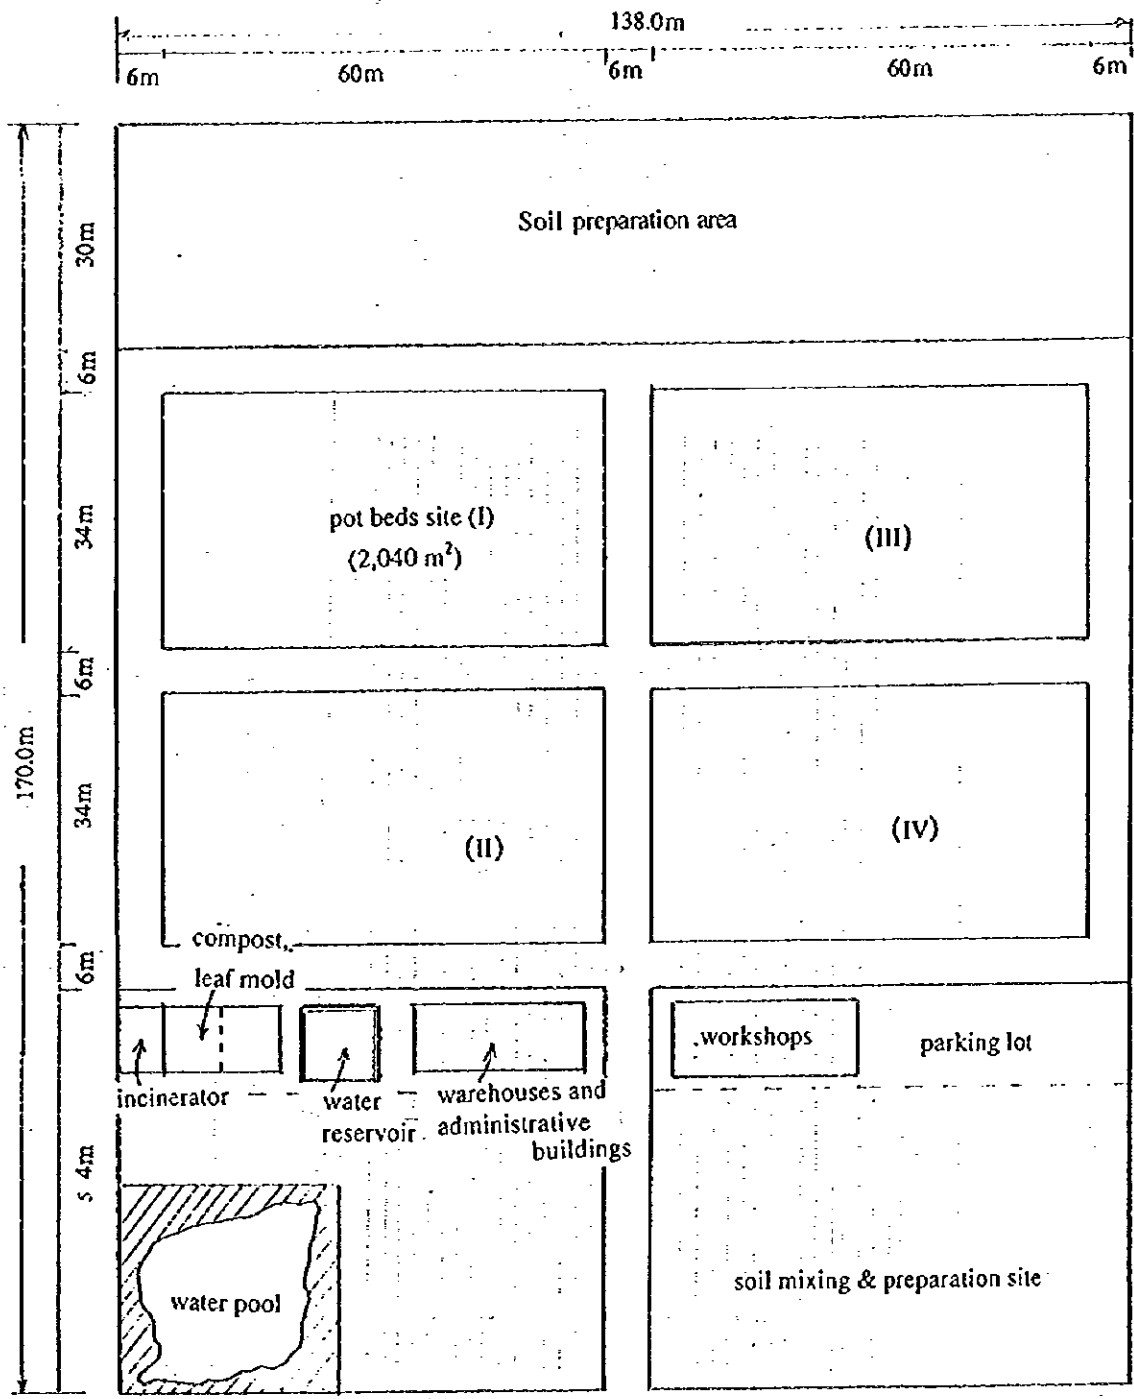 138.0m
6m 60m 6m 60m 6m
170.0m
30m
Soil preparation area
6m
34m
pot beds site (I)
(2,040 m²)
(III)
6m
34m
(II)
(IV)
6m
compost,
leaf mold
incinerator
water
reservoir
warehouses and
administrative
buildings
workshops
parking lot
54m
water pool
soil mixing & preparation site